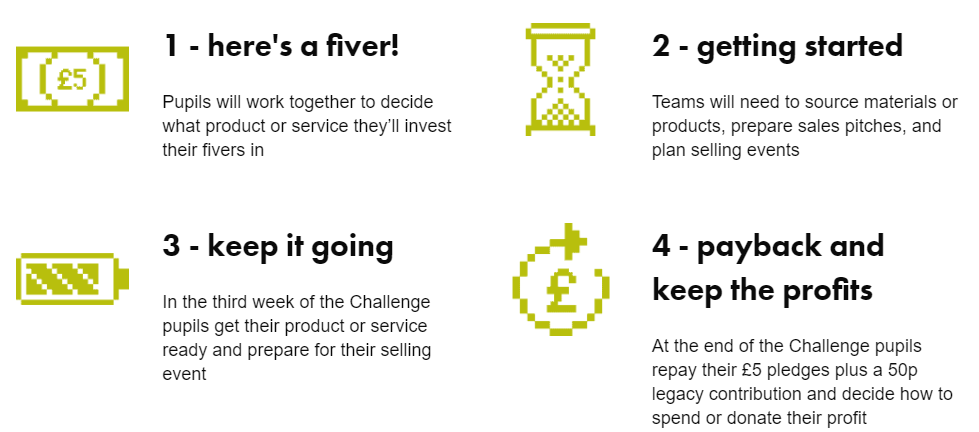 £5
1 - here's a fiver!
Pupils will work together to decide
what product or service they’ll invest
their fivers in
2 - getting started
Teams will need to source materials or
products, prepare sales pitches, and
plan selling events
3 - keep it going
In the third week of the Challenge
pupils get their product or service
ready and prepare for their selling
event
£
4 - payback and
keep the profits
At the end of the Challenge pupils
repay their £5 pledges plus a 50p
legacy contribution and decide how to
spend or donate their profit